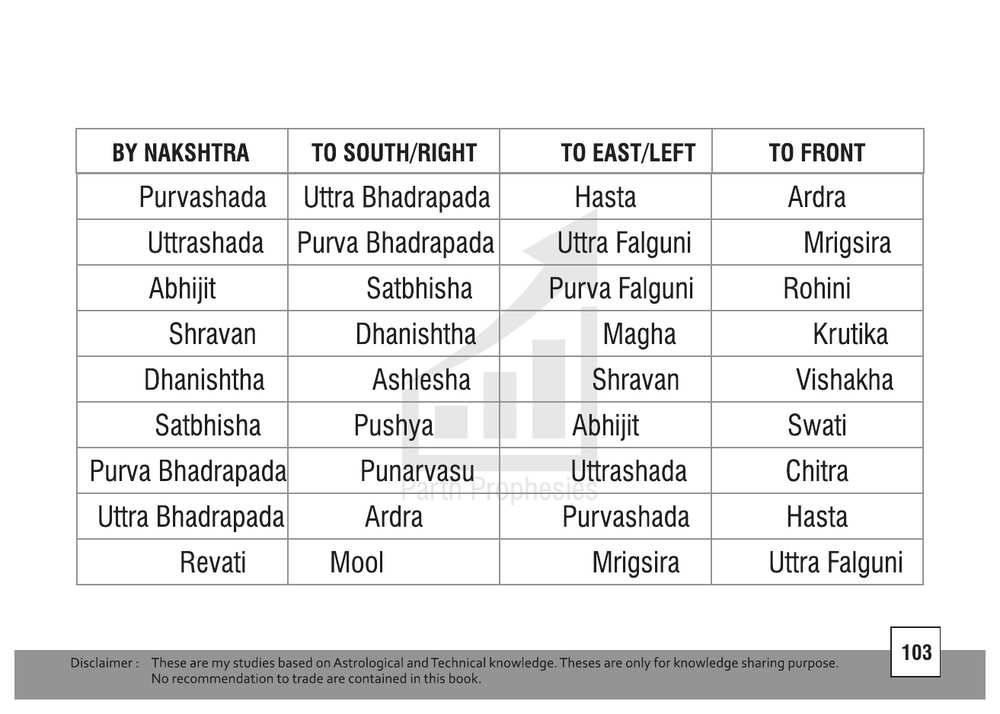 BY NAKSHTRA TO SOUTH/RIGHT TO EAST/LEFT TO FRONT
Purvashada Uttra Bhadrapada Hasta Ardra
Uttrashada Purva Bhadrapada Uttra Falguni Mrigsira
Abhijit Satbhisha Purva Falguni Rohini
Shravan Dhanishtha Magha Krutika
Dhanishtha Ashlesha Shravan Vishakha
Satbhisha Pushya Abhijit Swati
Purva Bhadrapada Punarvasu Uttrashada Chitra
Parth Prophesies
Uttra Bhadrapada Ardra Purvashada Hasta
Revati Mool Mrigsira Uttra Falguni
103
Disclaimer : These are my studies based on Astrological and Technical knowledge. Theses are only for knowledge sharing purpose.
No recommendation to trade are contained in this book.